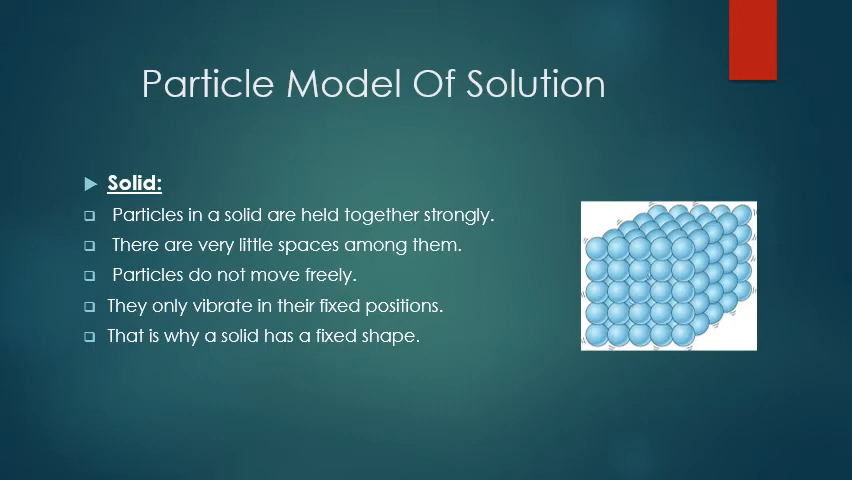 Particle Model Of Solution
Solid:
Particles in a solid are held together strongly.
There are very little spaces among them.
Particles do not move freely.
They only vibrate in their fixed positions.
That is why a solid has a fixed shape.